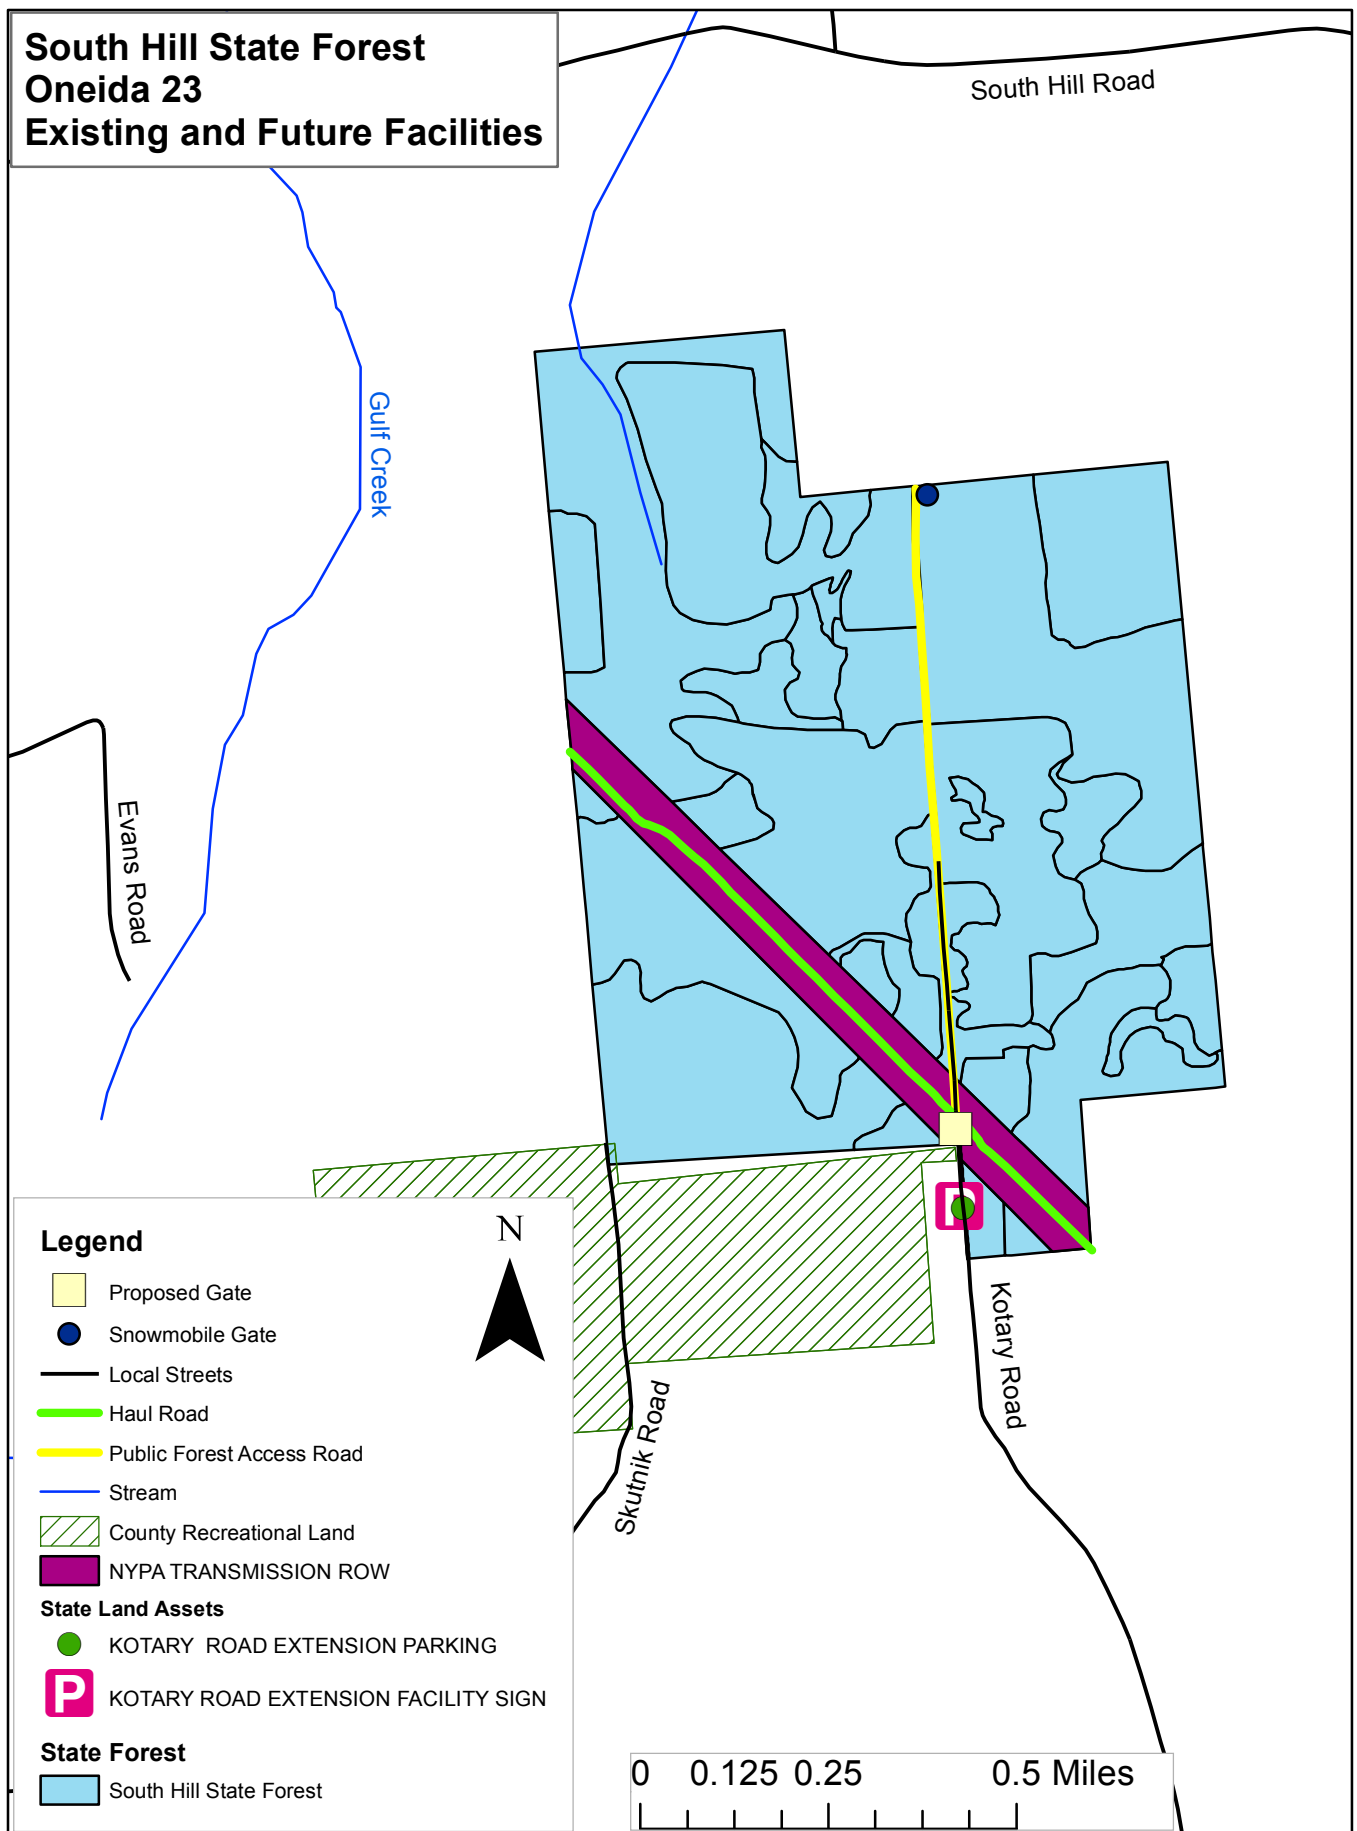 South Hill State Forest
Oneida 23
Existing and Future Facilities
South Hill Road
Gulf Creek
Evans Road
P
Kotary Road
Skutnik Road
Legend
N
Proposed Gate
Snowmobile Gate
Local Streets
Haul Road
Public Forest Access Road
Stream
County Recreational Land
NYPA TRANSMISSION ROW
State Land Assets
KOTARY ROAD EXTENSION PARKING
P KOTARY ROAD EXTENSION FACILITY SIGN
State Forest
South Hill State Forest
0 0.125 0.25 0.5 Miles